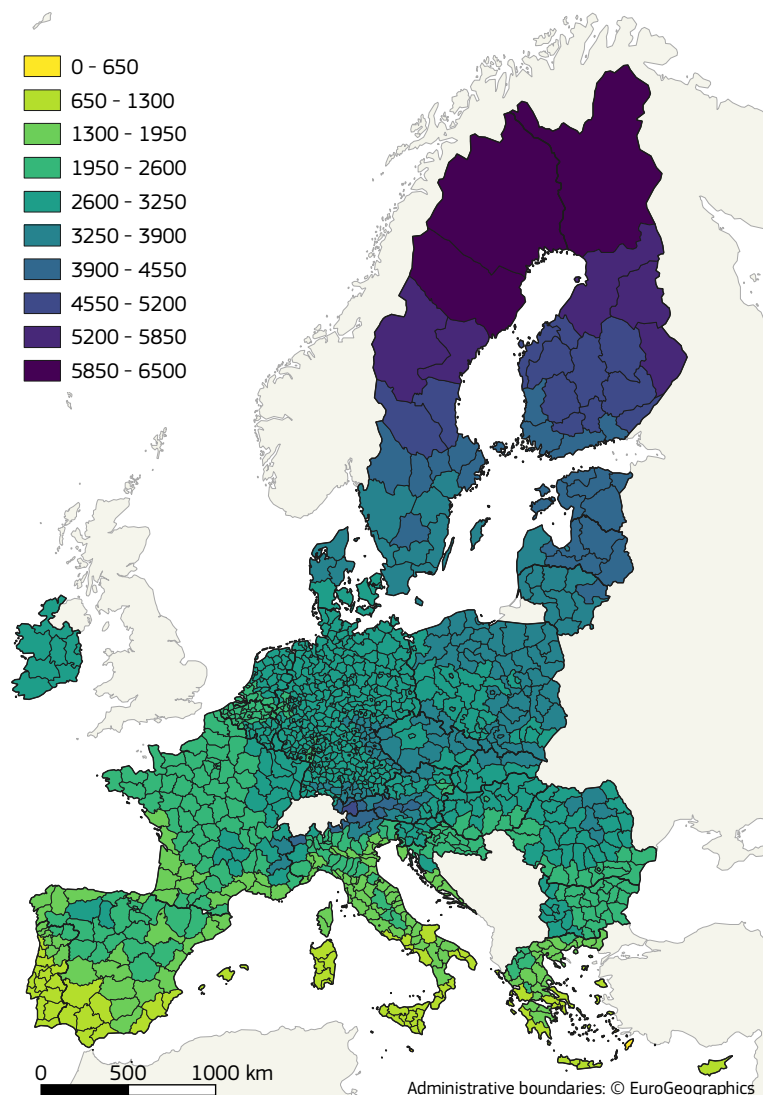 0 - 650
650 - 1300
1300 - 1950
1950 - 2600
2600 - 3250
3250 - 3900
3900 - 4550
4550 - 5200
5200 - 5850
5850 - 6500
0 500 1000 km
Administrative boundaries: © EuroGeographics